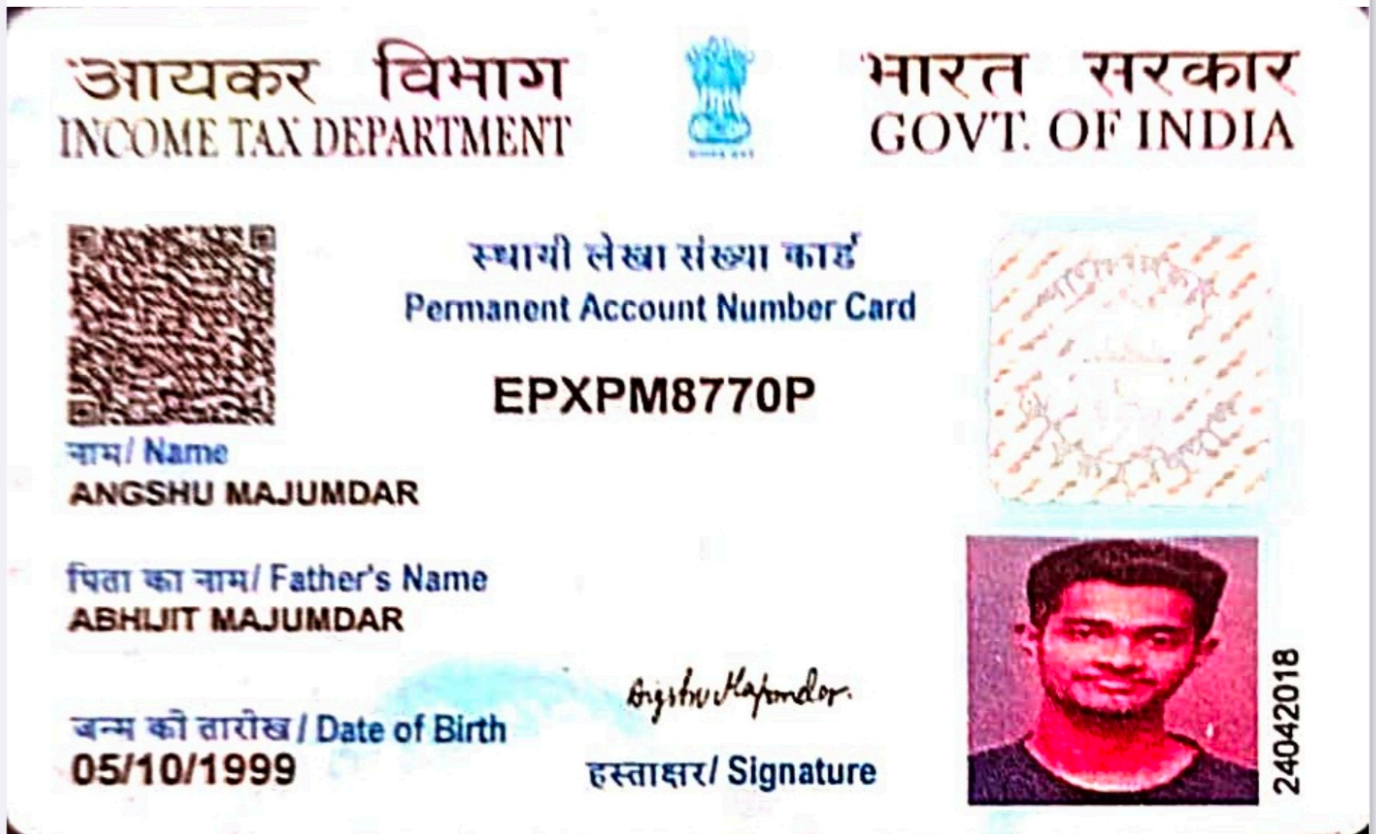 आयकर विभाग
INCOME TAX DEPARTMENT
भारत सरकार
GOVT. OF INDIA
स्थायी लेखा संख्या कार्ड
Permanent Account Number Card
EPXPM8770P
नाम/ Name
ANGSHU MAJUMDAR
पिता का नाम/ Father's Name
ABHIJIT MAJUMDAR
जन्म की तारीख / Date of Birth
05/10/1999
हस्ताक्षर/ Signature
24042018